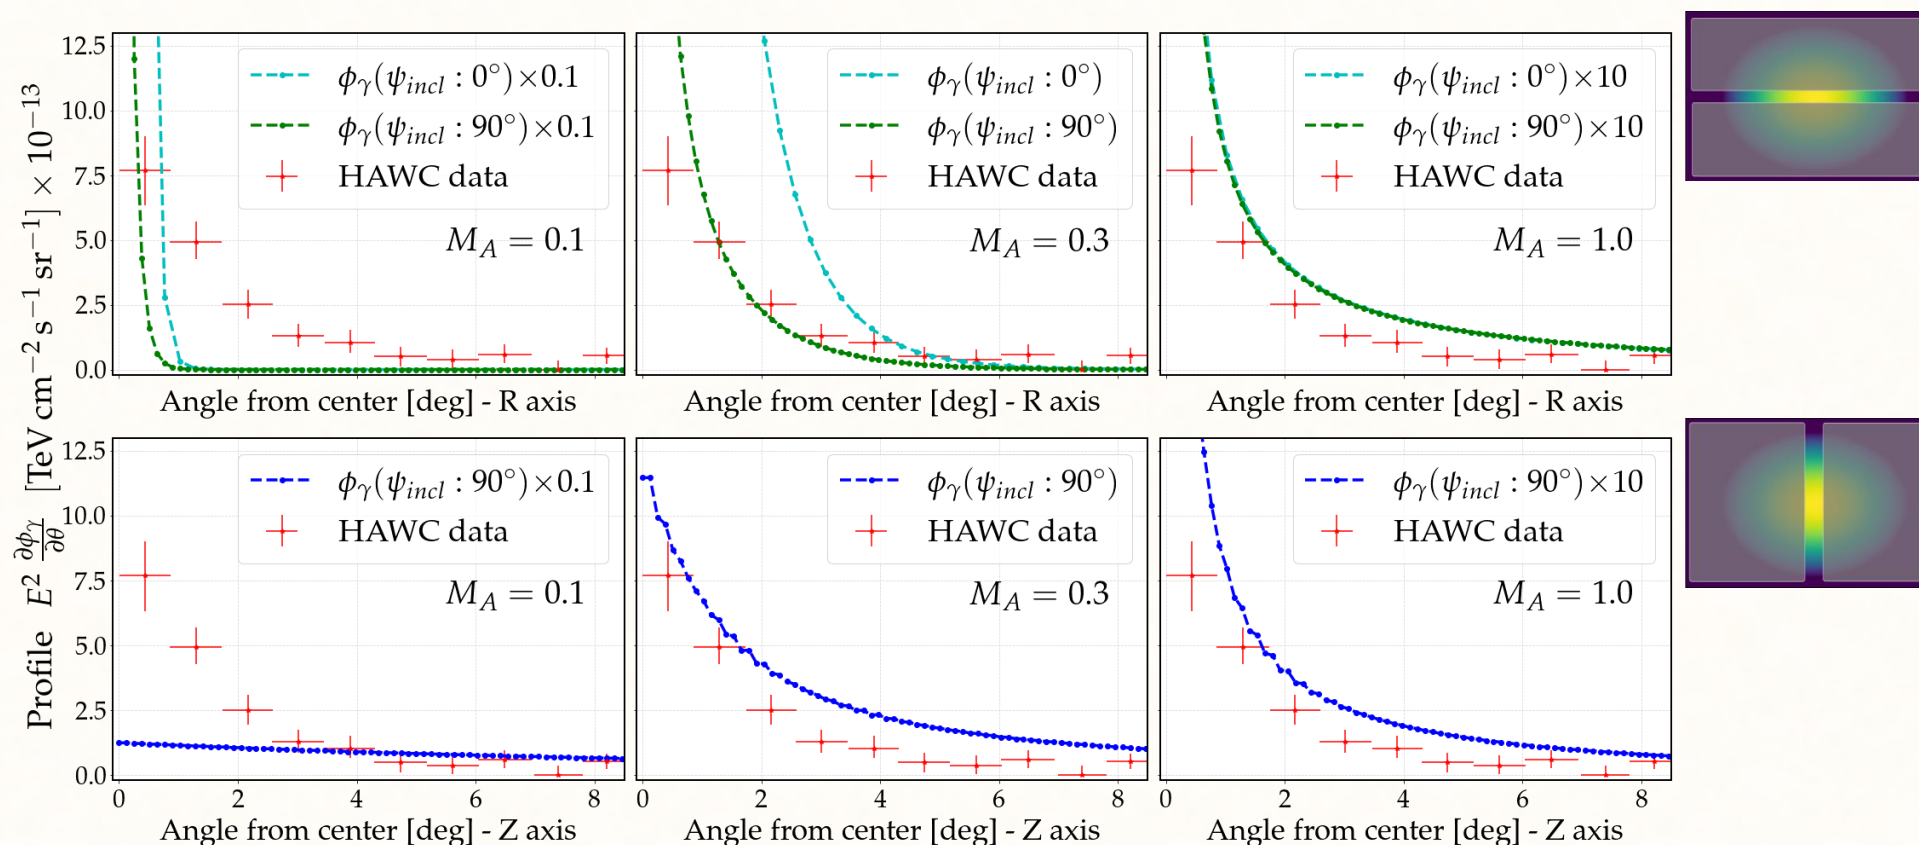 Profile E² ∂ϕγ/∂θ [TeV cm⁻² s⁻¹ sr⁻¹] × 10⁻¹³
12.5
10.0
7.5
5.0
2.5
0.0
ϕγ(ψincl : 0°)×0.1
ϕγ(ψincl : 90°)×0.1
HAWC data
MA = 0.1
Angle from center [deg] - R axis
ϕγ(ψincl : 0°)
ϕγ(ψincl : 90°)
HAWC data
MA = 0.3
Angle from center [deg] - R axis
ϕγ(ψincl : 0°)×10
ϕγ(ψincl : 90°)×10
HAWC data
MA = 1.0
Angle from center [deg] - R axis
12.5
10.0
7.5
5.0
2.5
0.0
ϕγ(ψincl : 90°)×0.1
HAWC data
MA = 0.1
0 2 4 6 8
Angle from center [deg] - Z axis
ϕγ(ψincl : 90°)
HAWC data
MA = 0.3
0 2 4 6 8
Angle from center [deg] - Z axis
ϕγ(ψincl : 90°)×10
HAWC data
MA = 1.0
0 2 4 6 8
Angle from center [deg] - Z axis